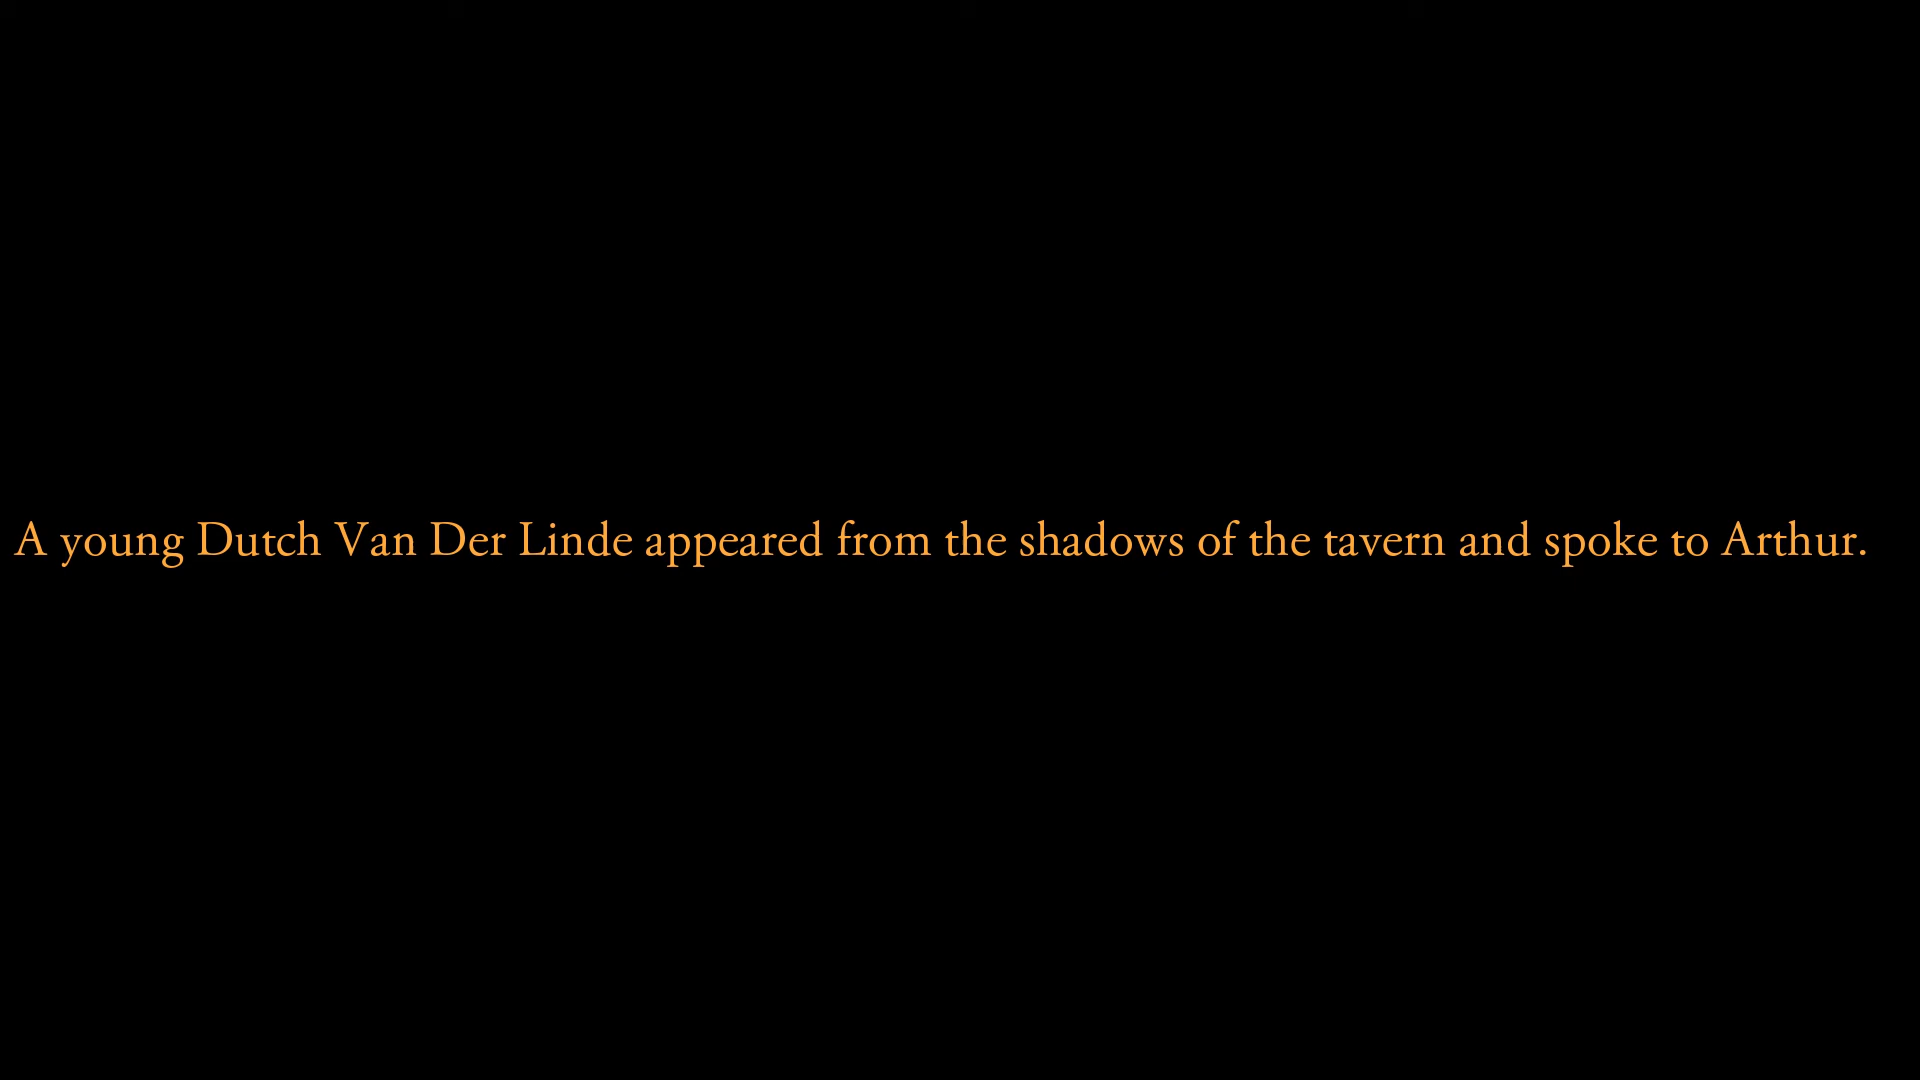 A young Dutch Van Der Linde appeared from the shadows of the tavern and spoke to Arthur.